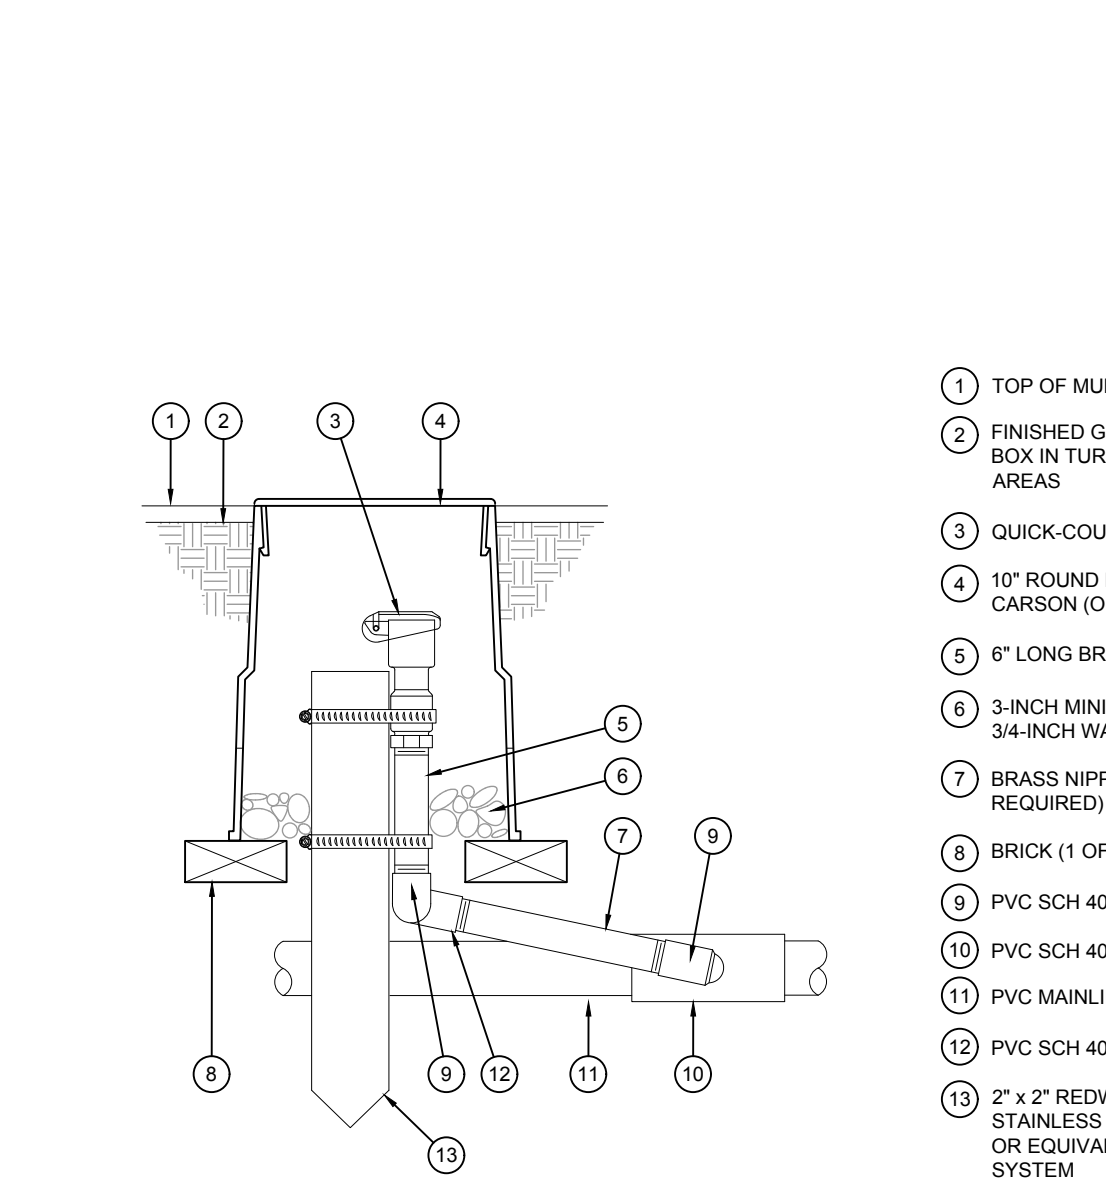 1 2 3 4
5
6
7 9
8 9 12 11 10
13
1 TOP OF MU
2 FINISHED G
BOX IN TUR
AREAS
3 QUICK-COU
4 10" ROUND
CARSON (O
5 6" LONG BR
6 3-INCH MINI
3/4-INCH WA
7 BRASS NIPP
REQUIRED)
8 BRICK (1 OF
9 PVC SCH 40
10 PVC SCH 40
11 PVC MAINLI
12 PVC SCH 40
13 2" x 2" REDW
STAINLESS
OR EQUIVA
SYSTEM